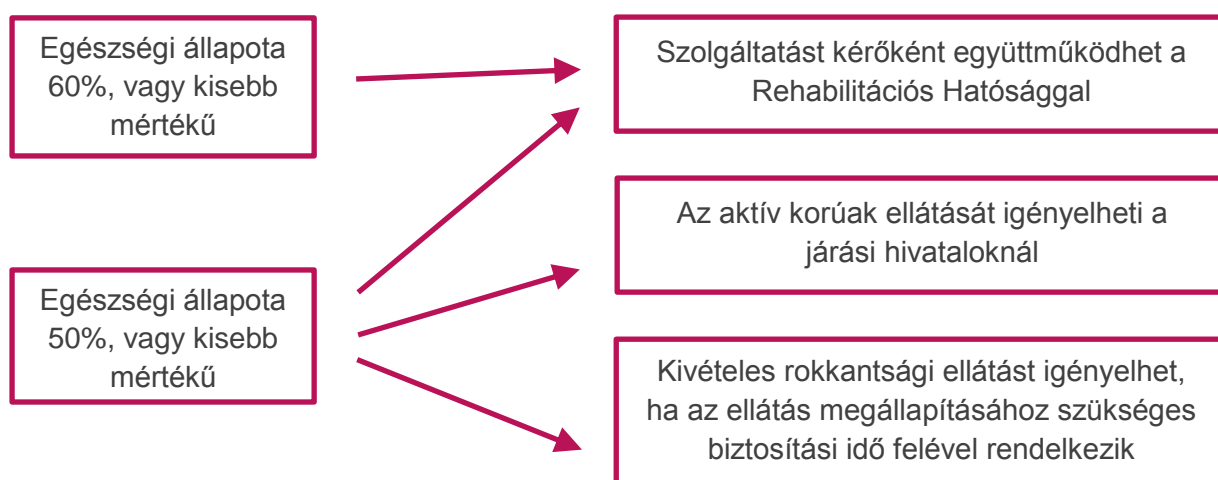 Egészségi állapota
60%, vagy kisebb
mértékű
Szolgáltatást kérőként együttműködhet a
Rehabilitációs Hatósággal
Az aktív korúak ellátását igényelheti a
járási hivataloknál
Egészségi állapota
50%, vagy kisebb
mértékű
Kivételes rokkantsági ellátást igényelhet,
ha az ellátás megállapításához szükséges
biztosítási idő felével rendelkezik